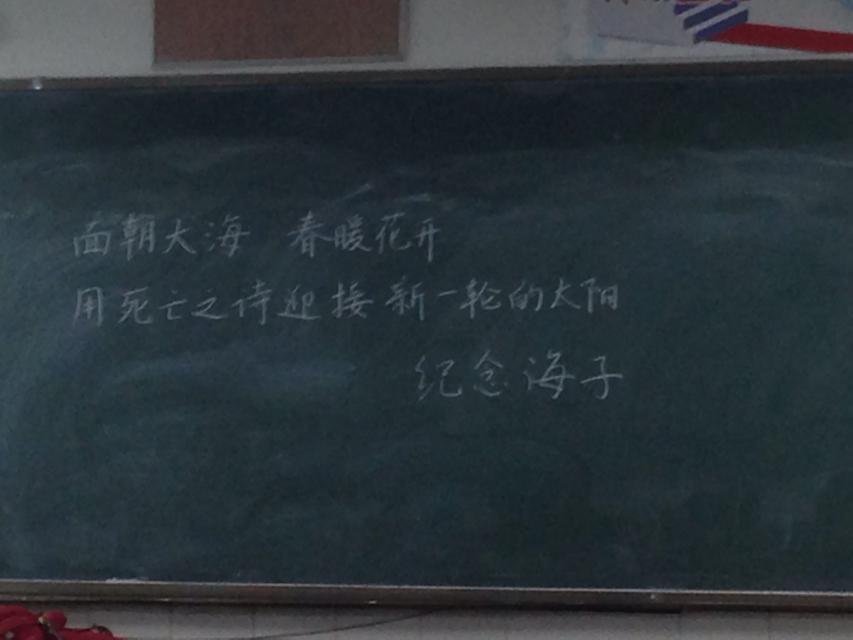 面朝大海 春暖花开
用死亡之诗迎接新一轮的太阳
纪念海子